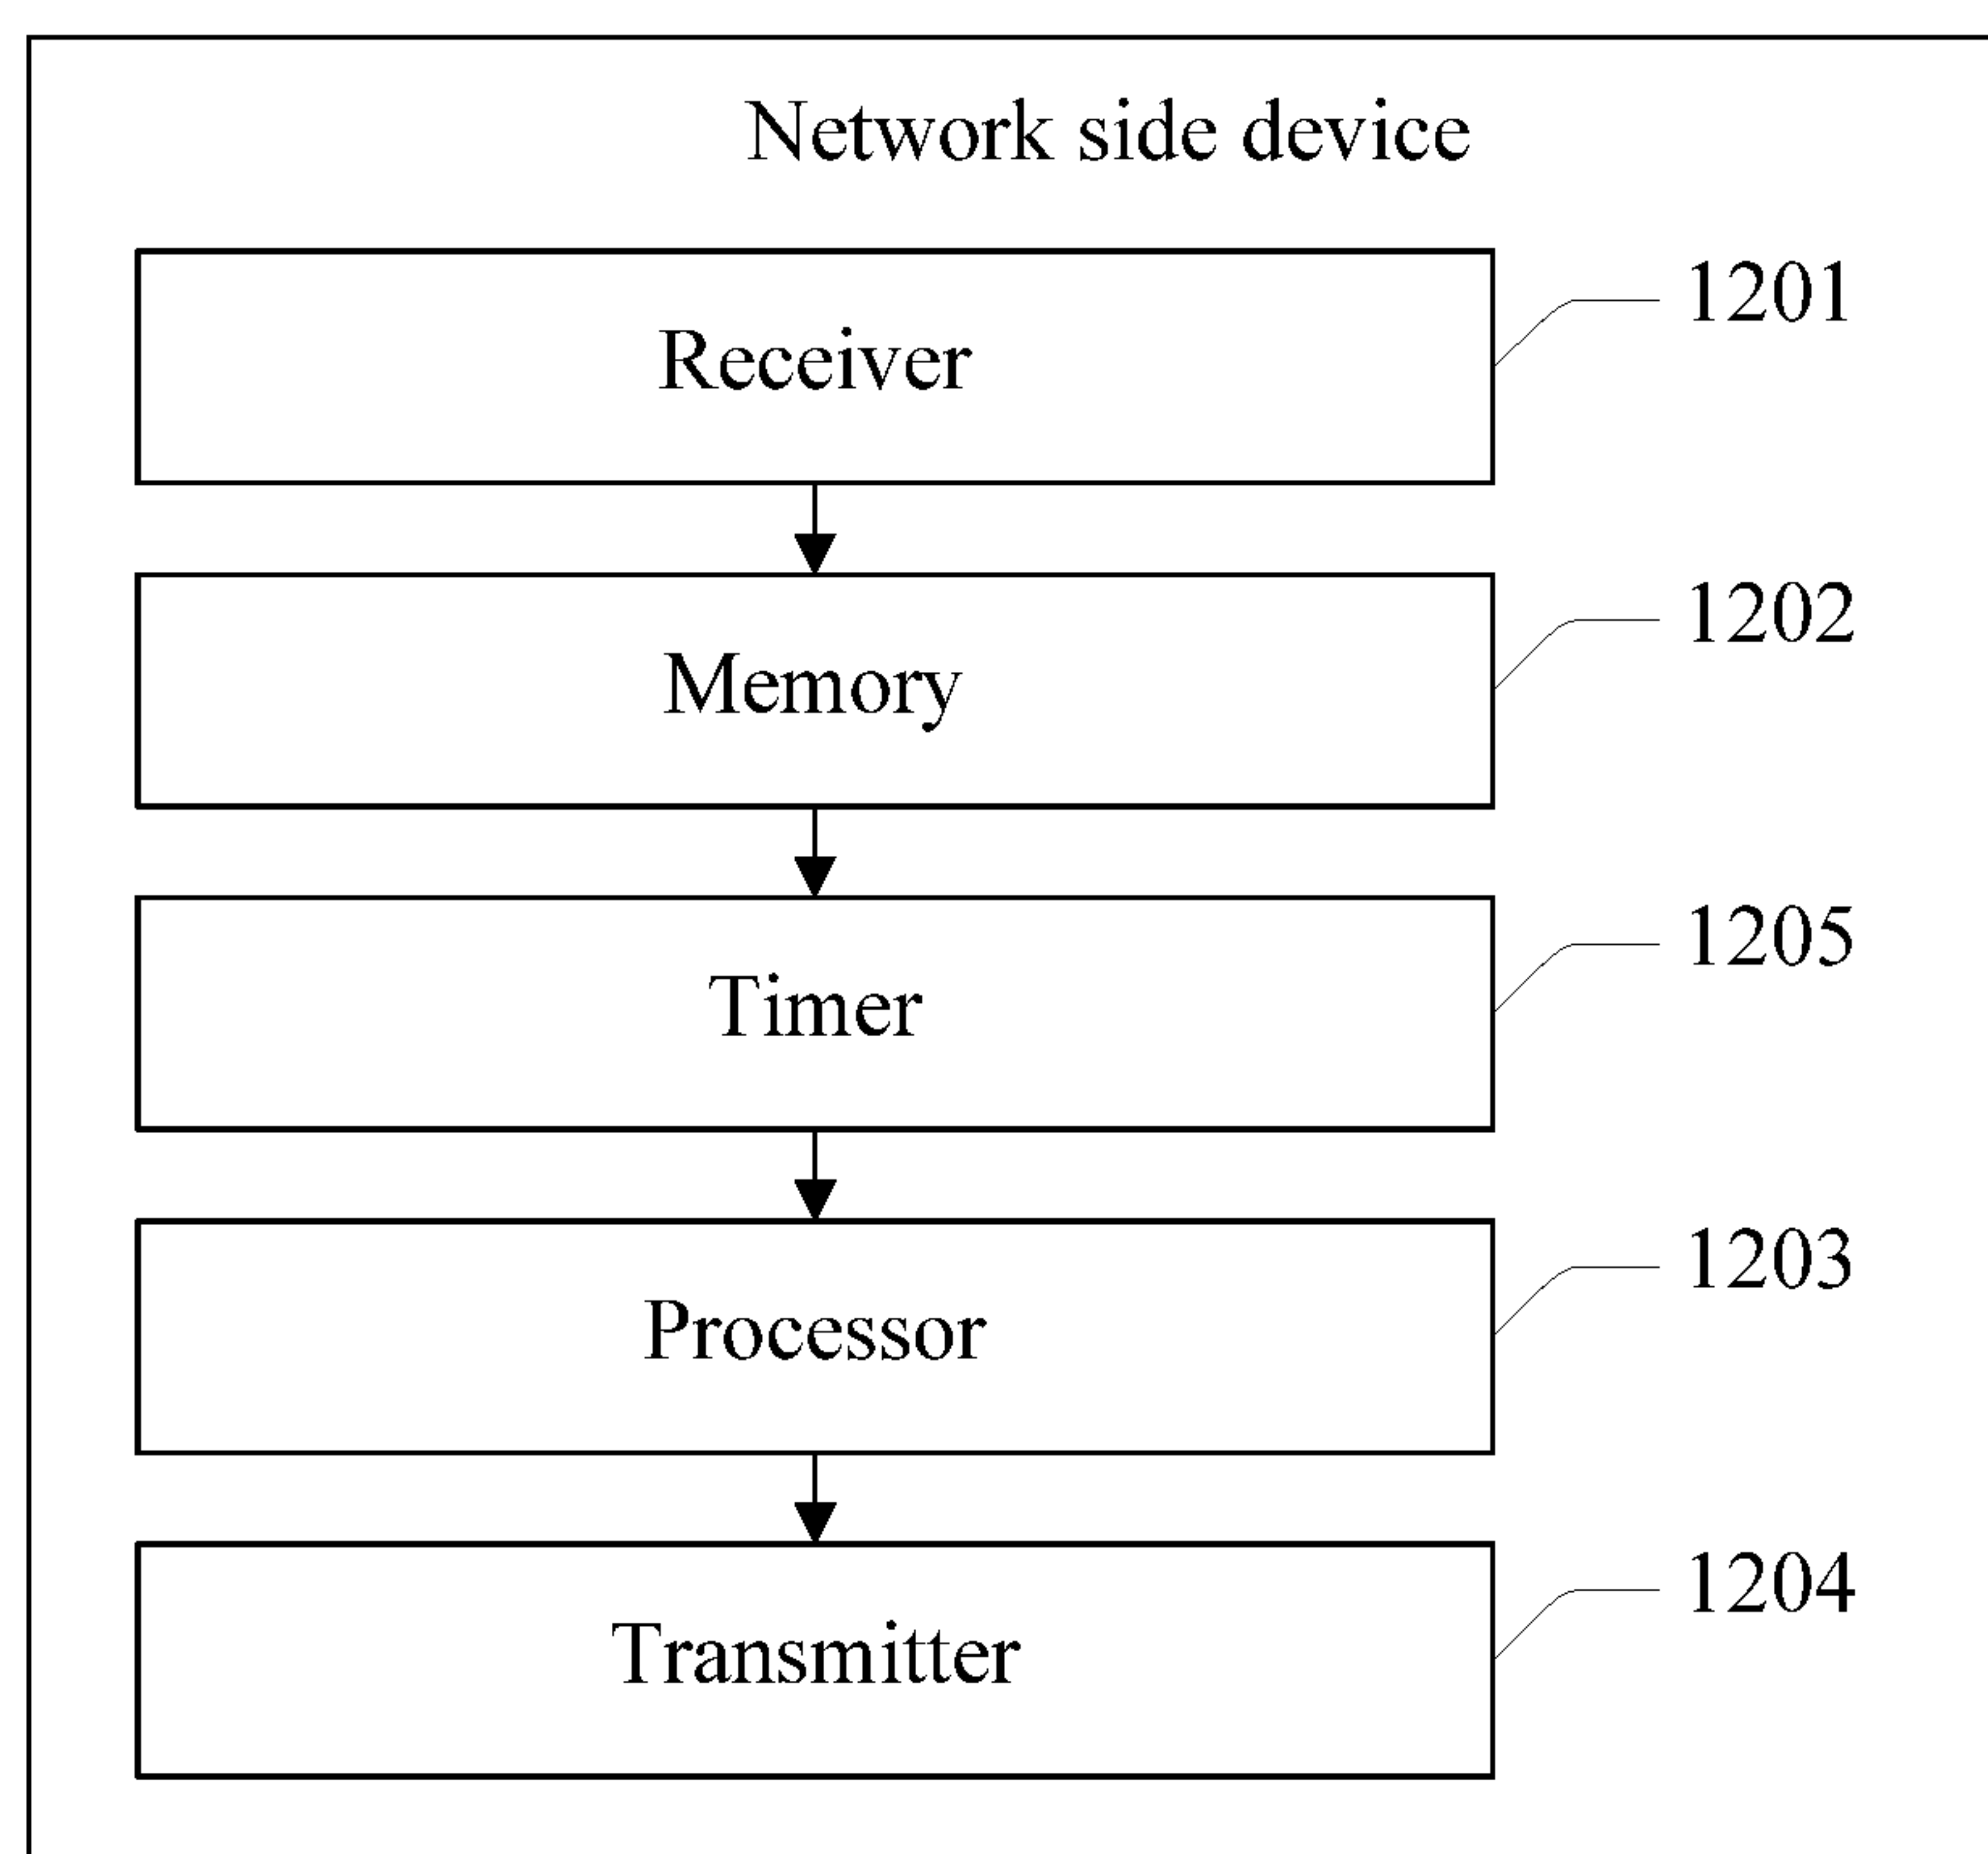 Network side device
Receiver
1201
Memory
1202
Timer
1205
Processor
1203
Transmitter
1204